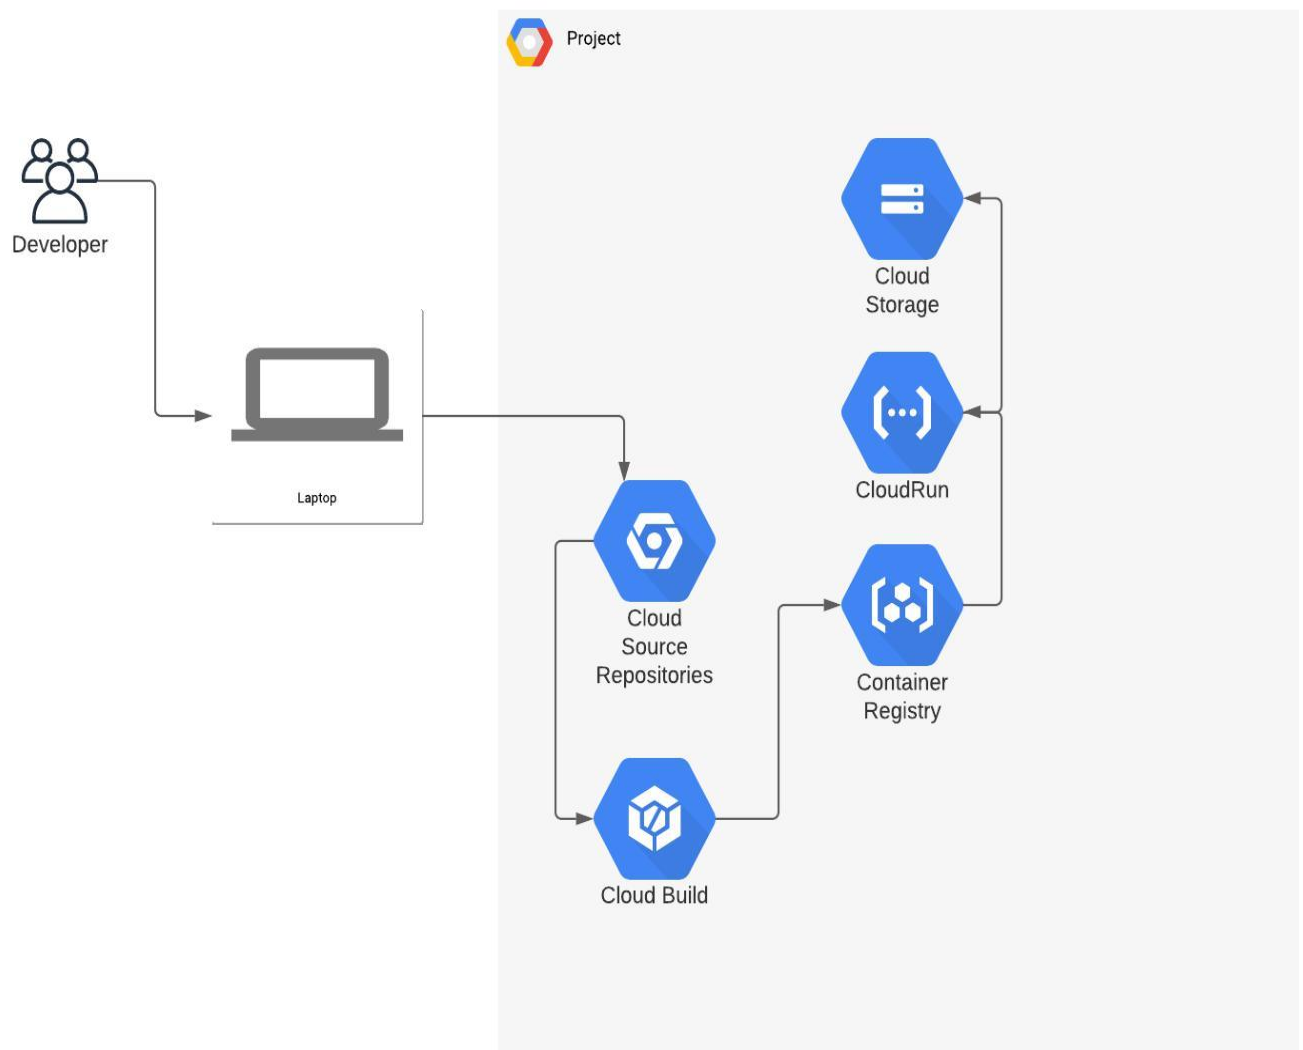 Project
Developer
Laptop
Cloud
Storage
CloudRun
Cloud
Source
Repositories
Container
Registry
Cloud Build